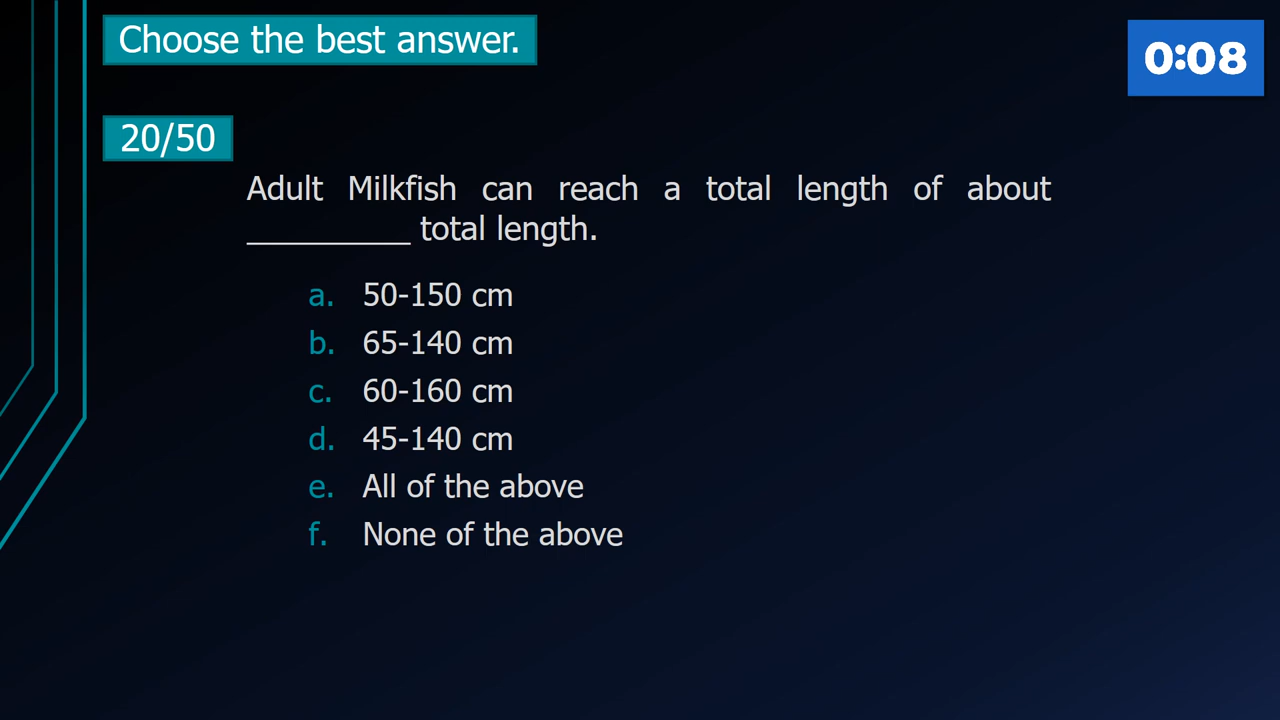 Choose the best answer.
0:08
20/50
Adult Milkfish can reach a total length of about
__________ total length.
a. 50-150 cm
b. 65-140 cm
c. 60-160 cm
d. 45-140 cm
e. All of the above
f. None of the above